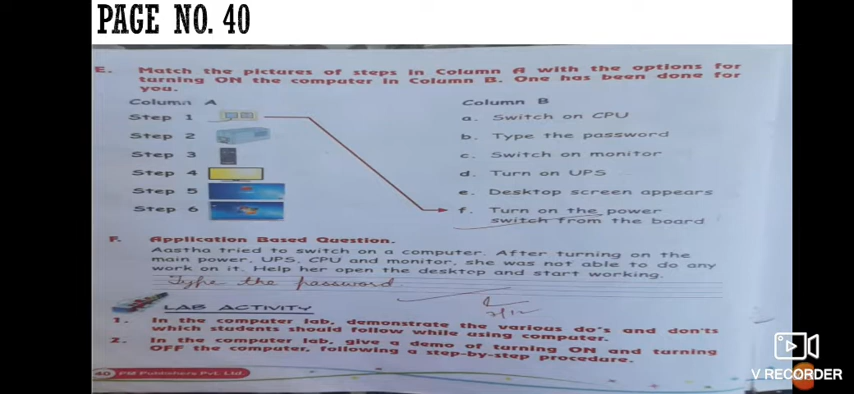 PAGE NO. 40
E. Match the pictures of steps in Column A with the options for
turning ON the computer in Column B. One has been done for
you.
Column A
Column B
Step 1
a. Switch on CPU
Step 2
b. Type the password
Step 3
c. Switch on monitor
Step 4
d. Turn on UPS
Step 5
e. Desktop screen appears
Step 6
f. Turn on the power
switch from the board
F. Application Based Question.
Aastha tried to switch on a computer. After turning on the
main power, UPS, CPU and monitor, she was not able to do any
work on it. Help her open the desktop and start working.
Type the password
LAB ACTIVITY
1. In the computer lab, demonstrate the various do's and don'ts
which students should follow while using computer.
2. In the computer lab, give a demo of turning ON and turning
OFF the computer, following a step-by-step procedure.
40 PM Publishers Pvt. Ltd.
V RECORDER